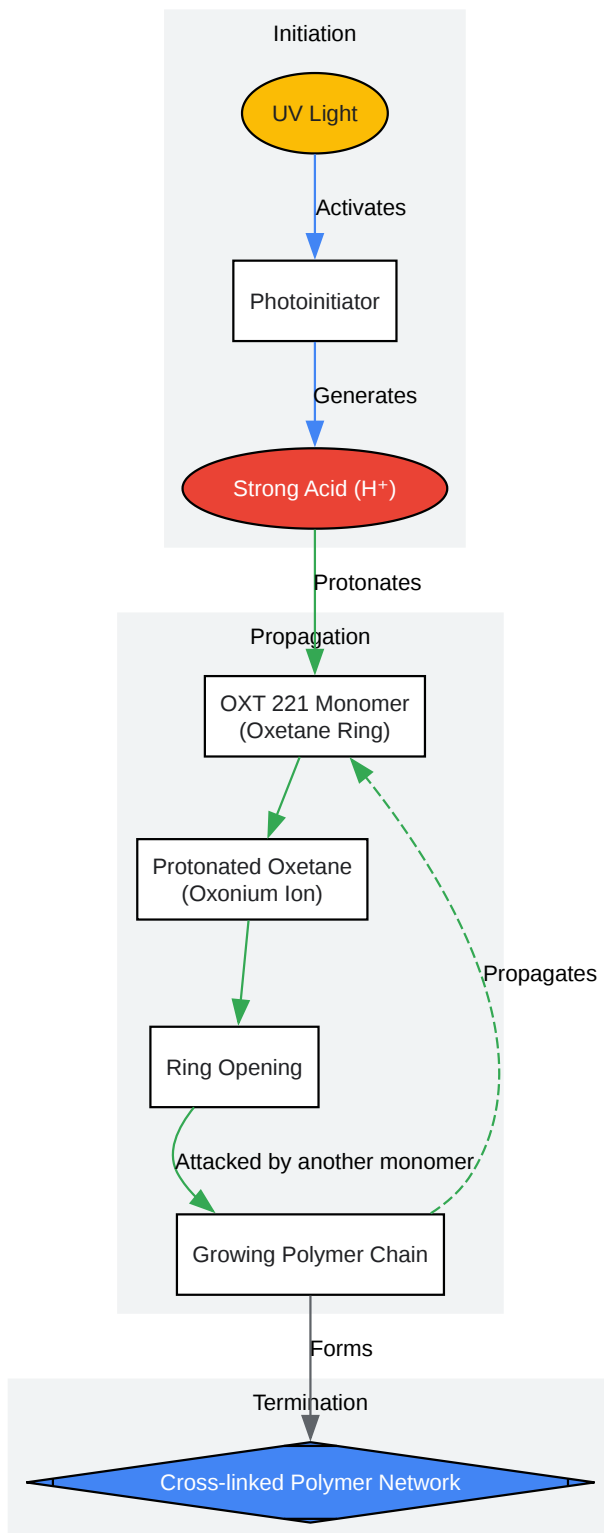 Initiation
UV Light
Activates
Photoinitiator
Generates
Strong Acid (H⁺)
Protonates
Propagation
OXT 221 Monomer
(Oxetane Ring)
Protonated Oxetane
(Oxonium Ion)
Propagates
Ring Opening
Attacked by another monomer
Growing Polymer Chain
Forms
Termination
Cross-linked Polymer Network